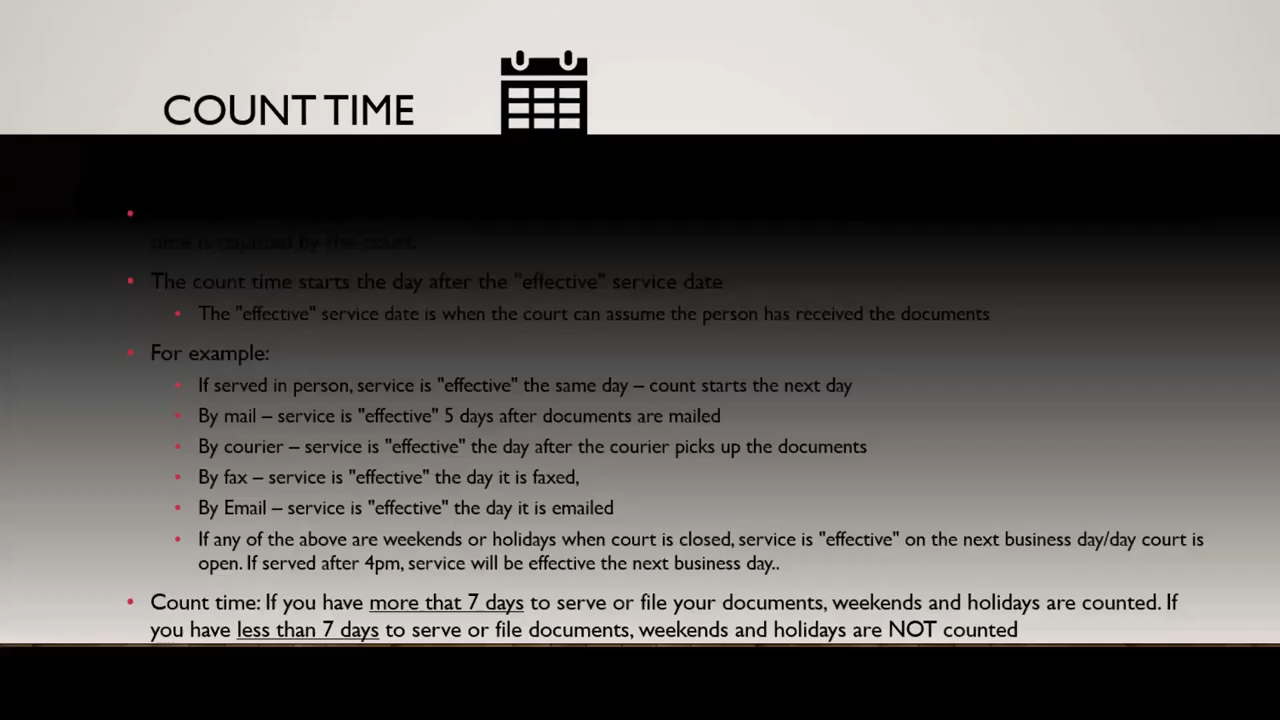 COUNT TIME
time is counted by the court.
The count time starts the day after the "effective" service date
The "effective" service date is when the court can assume the person has received the documents
For example:
If served in person, service is "effective" the same day – count starts the next day
By mail – service is "effective" 5 days after documents are mailed
By courier – service is "effective" the day after the courier picks up the documents
By fax – service is "effective" the day it is faxed,
By Email – service is "effective" the day it is emailed
If any of the above are weekends or holidays when court is closed, service is "effective" on the next business day/day court is
open. If served after 4pm, service will be effective the next business day..
Count time: If you have more that 7 days to serve or file your documents, weekends and holidays are counted. If
you have less than 7 days to serve or file documents, weekends and holidays are NOT counted